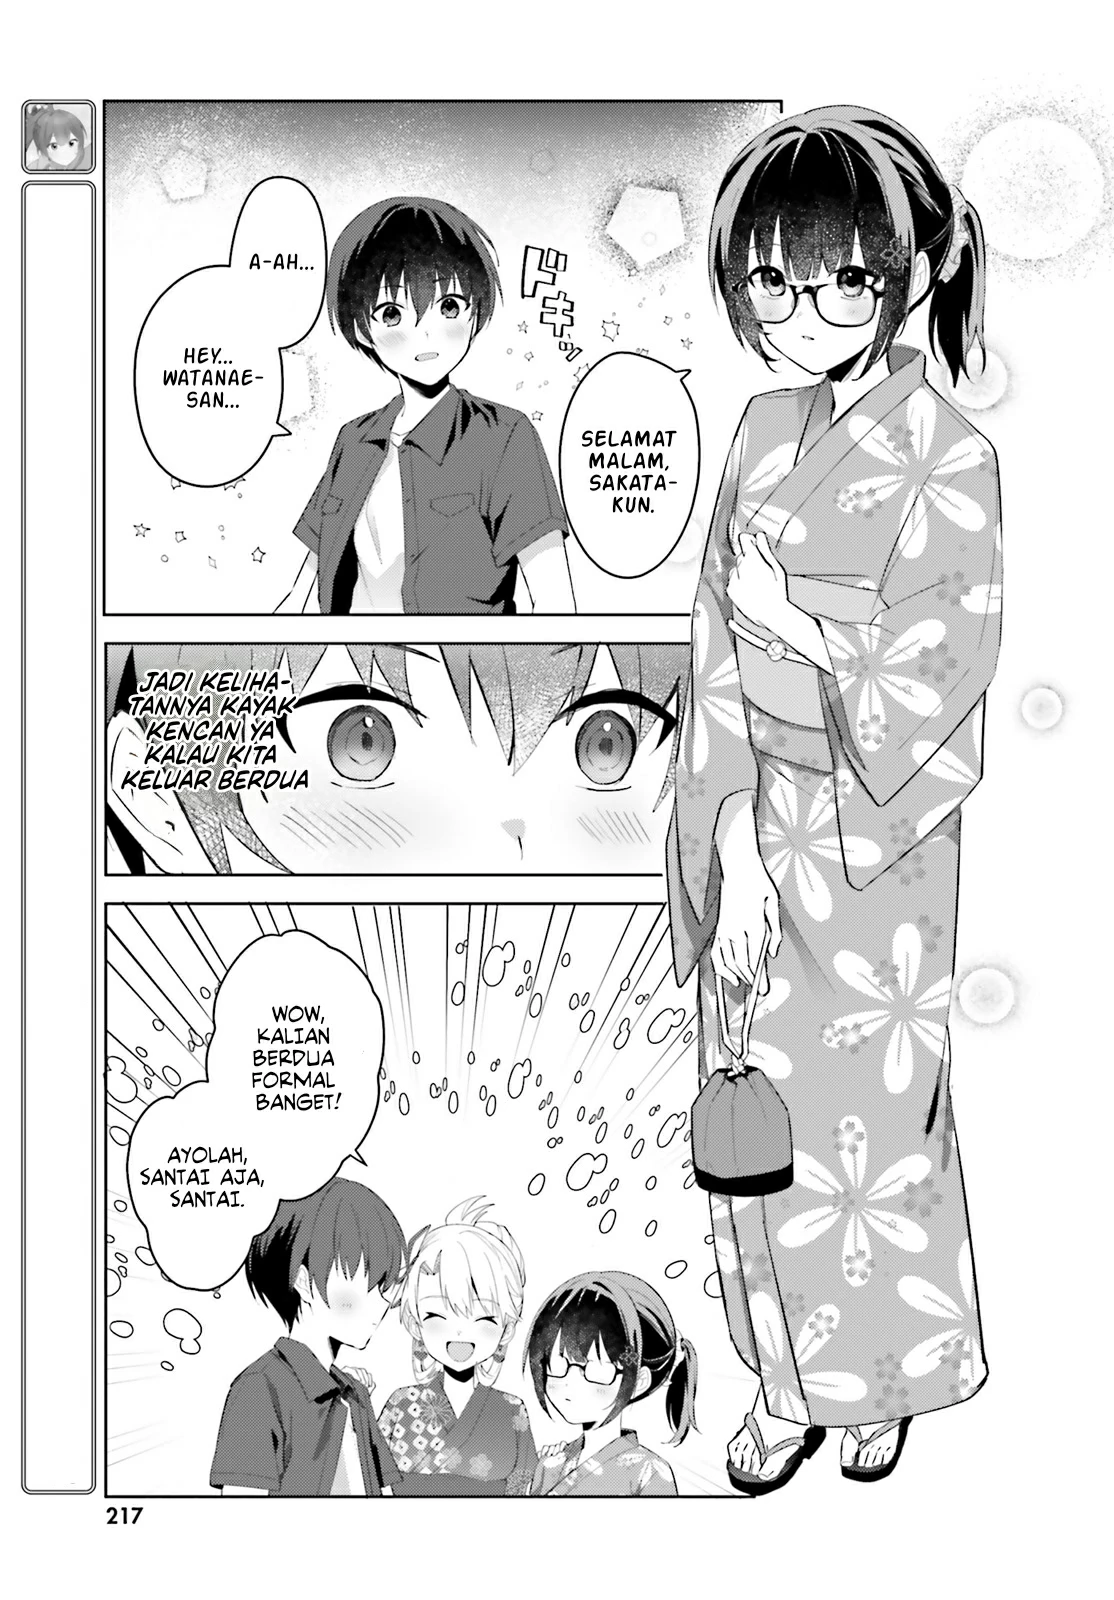 SELAMAT
MALAM,
SAKATA-
KUN.
ドキッ
A-AH...
HEY...
WATANAE-
SAN...
JADI KELIHA-
TANNYA KAYAK
KENCAN YA
KALAU KITA
KELUAR BERDUA
WOW,
KALIAN
BERDUA
FORMAL
BANGET!
AYOLAH,
SANTAI AJA,
SANTAI.
217